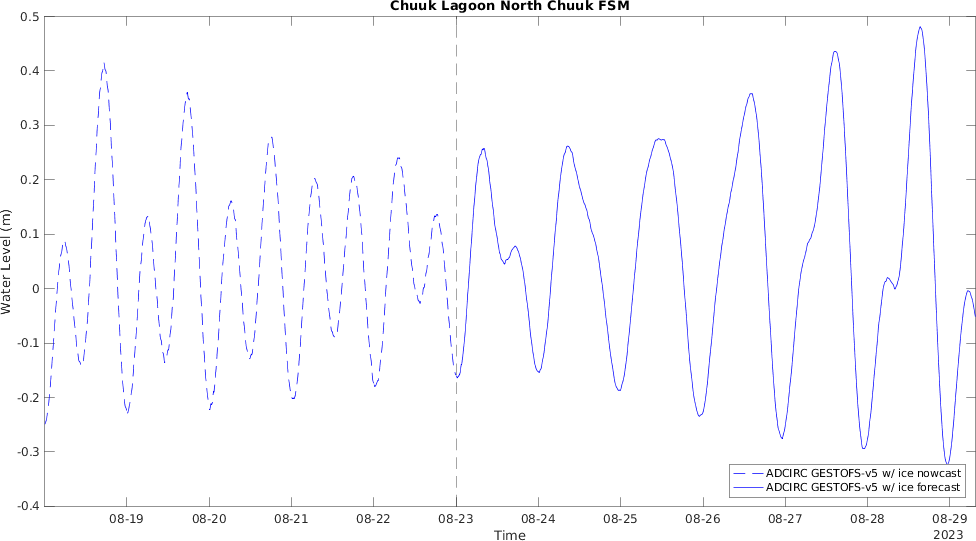 Chuuk Lagoon North Chuuk FSM
0.5
0.4
0.3
0.2
0.1
0
-0.1
-0.2
-0.3
-0.4
Water Level (m)
ADCIRC GESTOFS-v5 w/ ice nowcast
ADCIRC GESTOFS-v5 w/ ice forecast
08-19 08-20 08-21 08-22 08-23 08-24 08-25 08-26 08-27 08-28 08-29
2023
Time